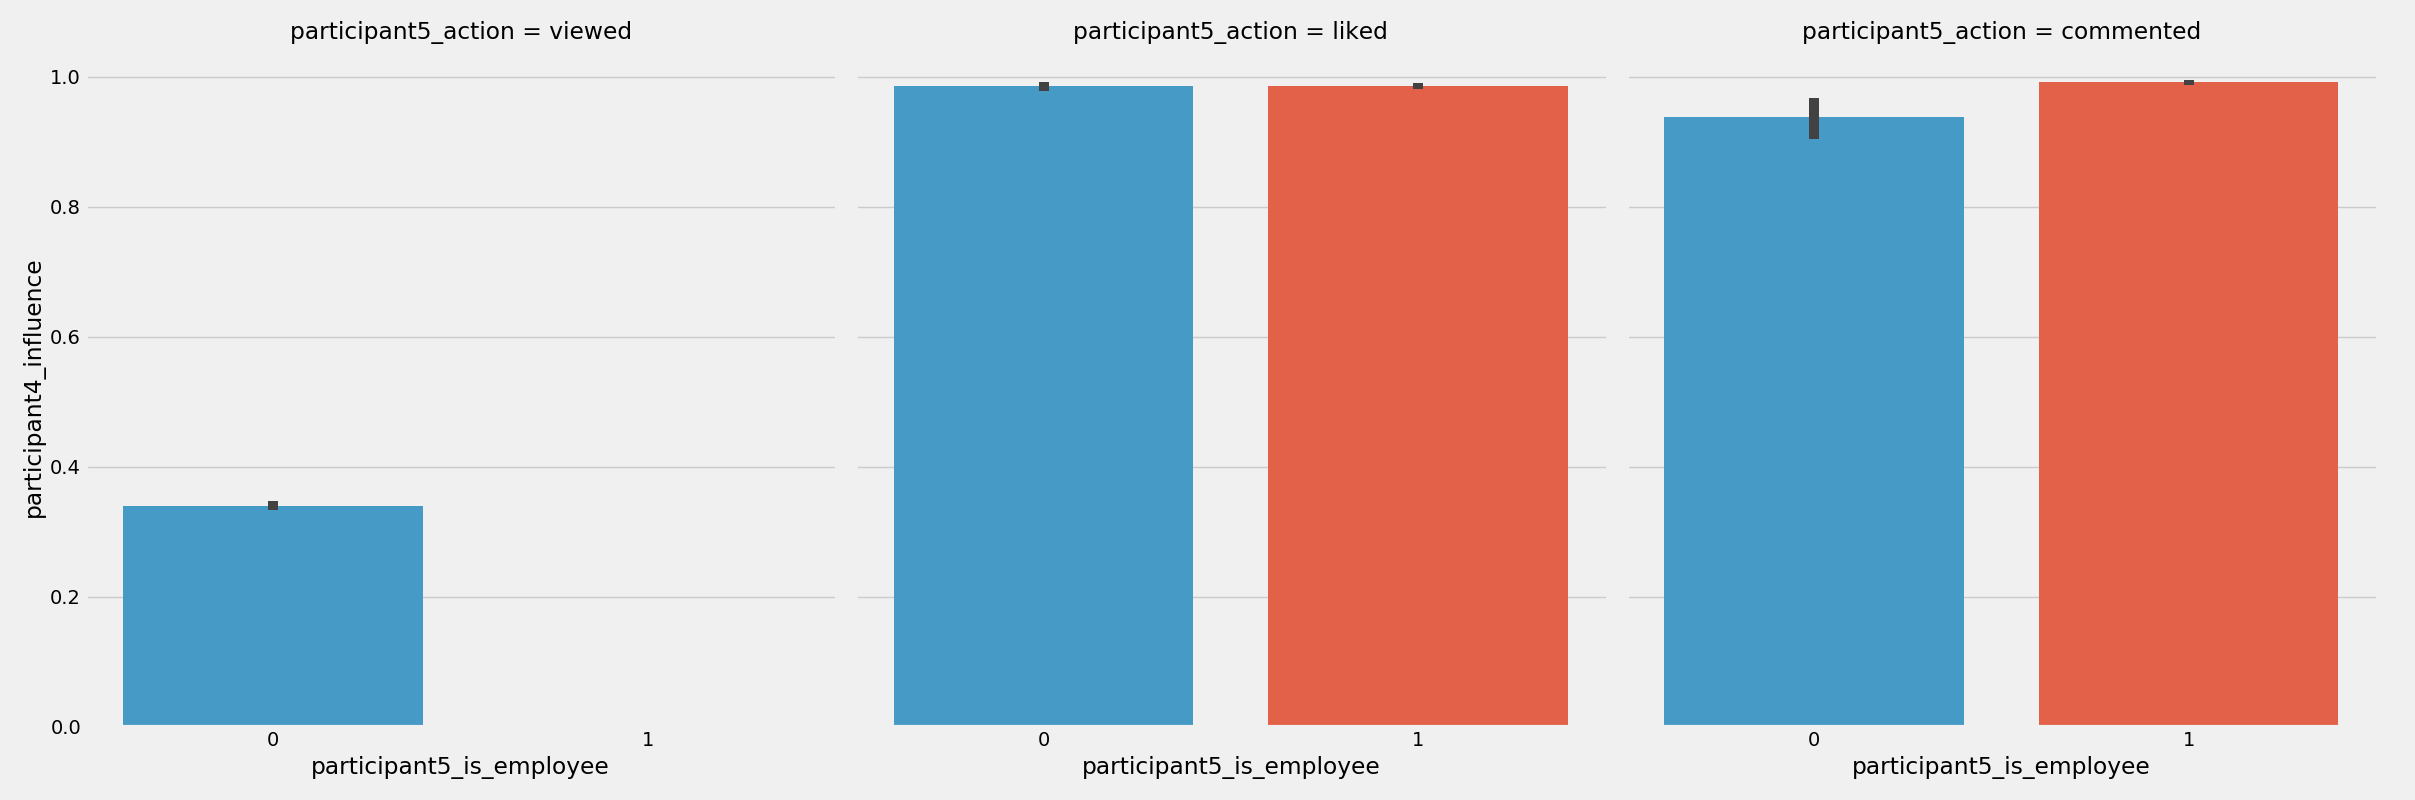 participant5_action = viewed
participant5_action = liked
participant5_action = commented
participant4_influence
1.0
0.8
0.6
0.4
0.2
0.0
0
1
0
1
0
1
participant5_is_employee
participant5_is_employee
participant5_is_employee